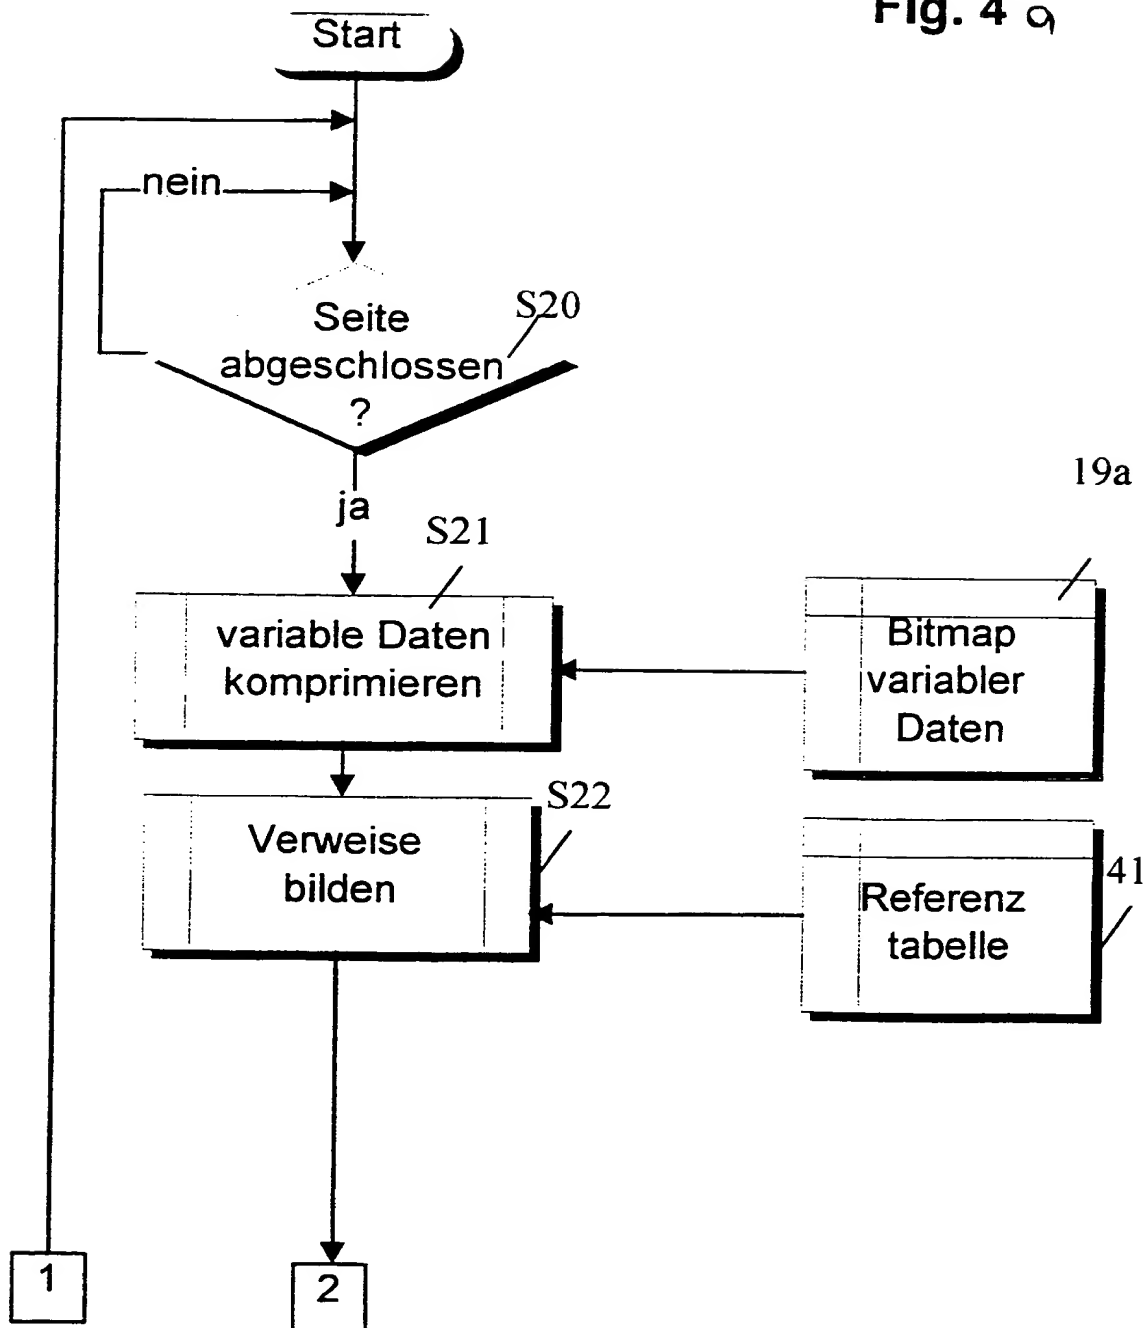 Fig. 4 a
Start
nein
Seite
abgeschlossen
?
S20
ja
S21
19a
variable Daten
komprimieren
Bitmap
variabler
Daten
S22
Verweise
bilden
41
Referenz
tabelle
1
2